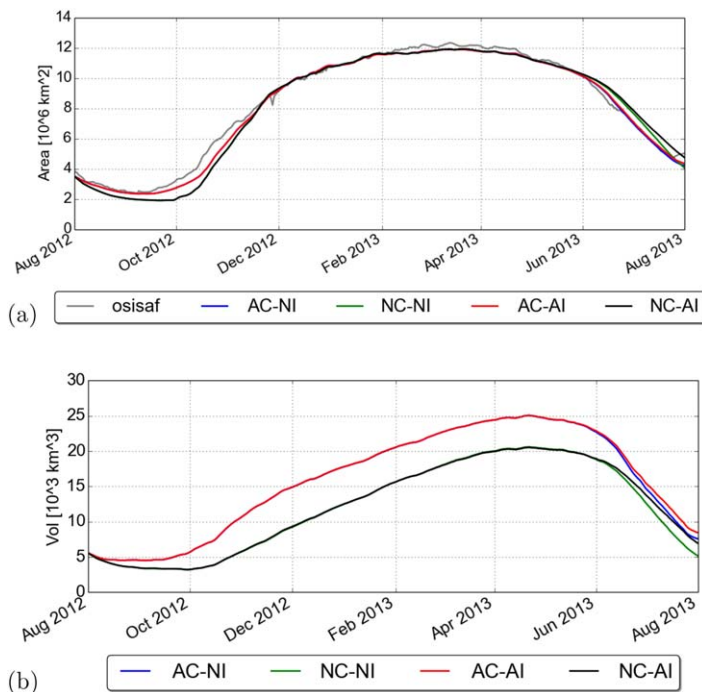 14
12
10
8
6
4
2
0
Area [10^6 km^2]
Aug 2012 Oct 2012 Dec 2012 Feb 2013 Apr 2013 Jun 2013 Aug 2013
(a) osisaf AC-NI NC-NI AC-AI NC-AI
30
25
20
15
10
5
0
Vol [10^3 km^3]
Aug 2012 Oct 2012 Dec 2012 Feb 2013 Apr 2013 Jun 2013 Aug 2013
(b) AC-NI NC-NI AC-AI NC-AI